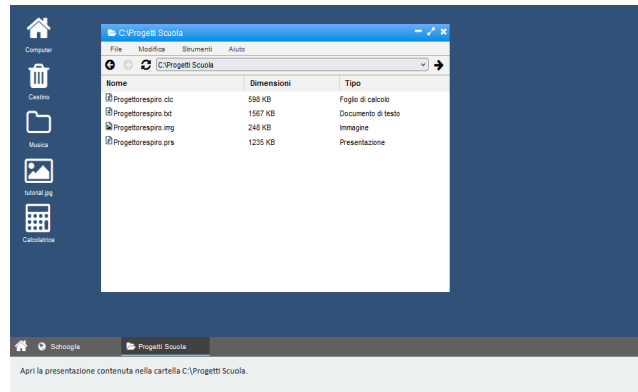 C:\Progetti Scuola
Computer
File Modifica Strumenti Aiuto
C:\Progetti Scuola
Nome Dimensioni Tipo
Cestino
Progettorespiro.clc 598 KB Foglio di calcolo
Progettorespiro.txt 1567 KB Documento di testo
Progettorespiro.img 248 KB Immagine
Progettorespiro.prs 1235 KB Presentazione
Musica
tutorial.jpg
Calcolatrice
Schoogle Progetti Scuola
Apri la presentazione contenuta nella cartella C:\Progetti Scuola.